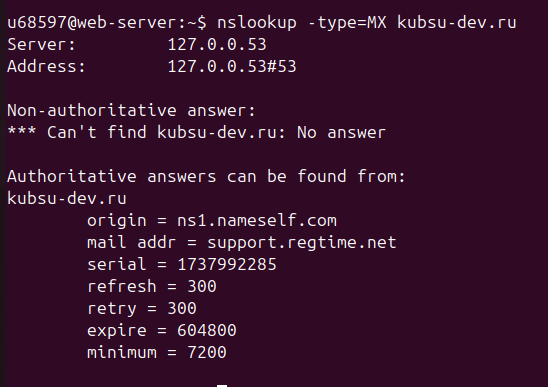 u68597@web-server:~$ nslookup -type=MX kubsu-dev.ru
Server:         127.0.0.53
Address:        127.0.0.53#53

Non-authoritative answer:
*** Can't find kubsu-dev.ru: No answer

Authoritative answers can be found from:
kubsu-dev.ru
        origin = ns1.nameself.com
        mail addr = support.regtime.net
        serial = 1737992285
        refresh = 300
        retry = 300
        expire = 604800
        minimum = 7200